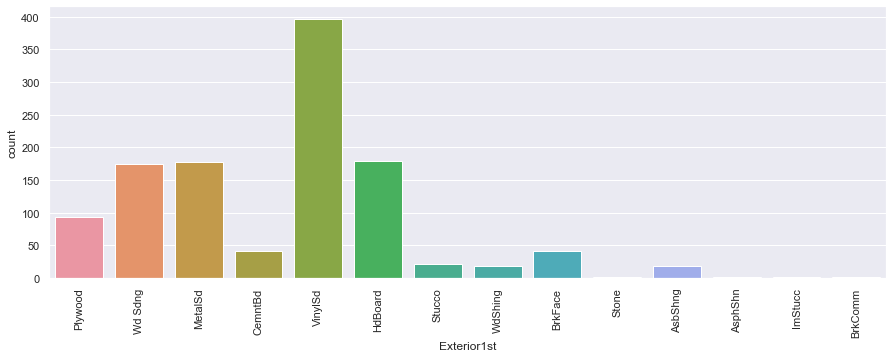 400
350
300
250
200
150
100
50
0
count
Plywood
Wd Sdng
MetalSd
CemntBd
VinylSd
HdBoard
Stucco
WdShing
BrkFace
Stone
AsbShng
AsphShn
ImStucc
BrkComm
Exterior1st